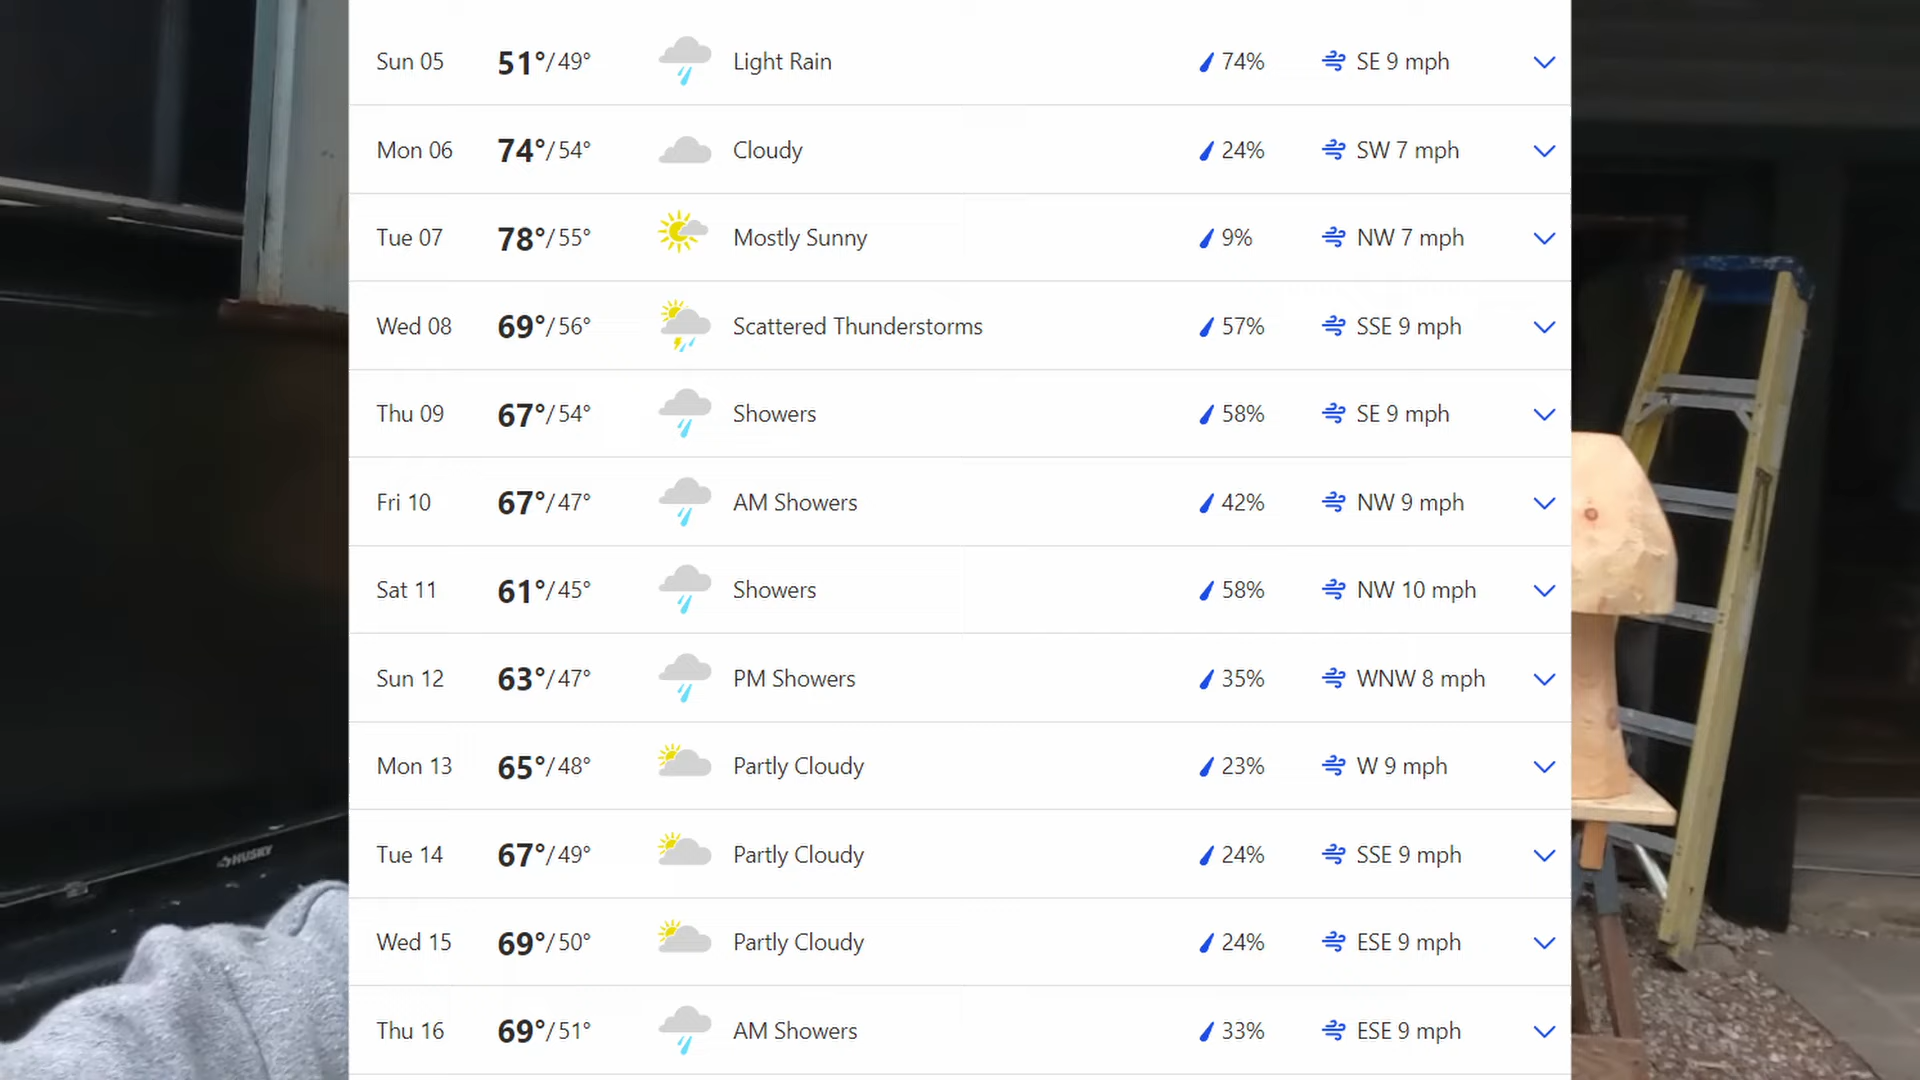 Sun 05 51°/49° Light Rain 74% SE 9 mph
Mon 06 74°/54° Cloudy 24% SW 7 mph
Tue 07 78°/55° Mostly Sunny 9% NW 7 mph
Wed 08 69°/56° Scattered Thunderstorms 57% SSE 9 mph
Thu 09 67°/54° Showers 58% SE 9 mph
Fri 10 67°/47° AM Showers 42% NW 9 mph
Sat 11 61°/45° Showers 58% NW 10 mph
Sun 12 63°/47° PM Showers 35% WNW 8 mph
Mon 13 65°/48° Partly Cloudy 23% W 9 mph
Tue 14 67°/49° Partly Cloudy 24% SSE 9 mph
Wed 15 69°/50° Partly Cloudy 24% ESE 9 mph
Thu 16 69°/51° AM Showers 33% ESE 9 mph
HUSKY